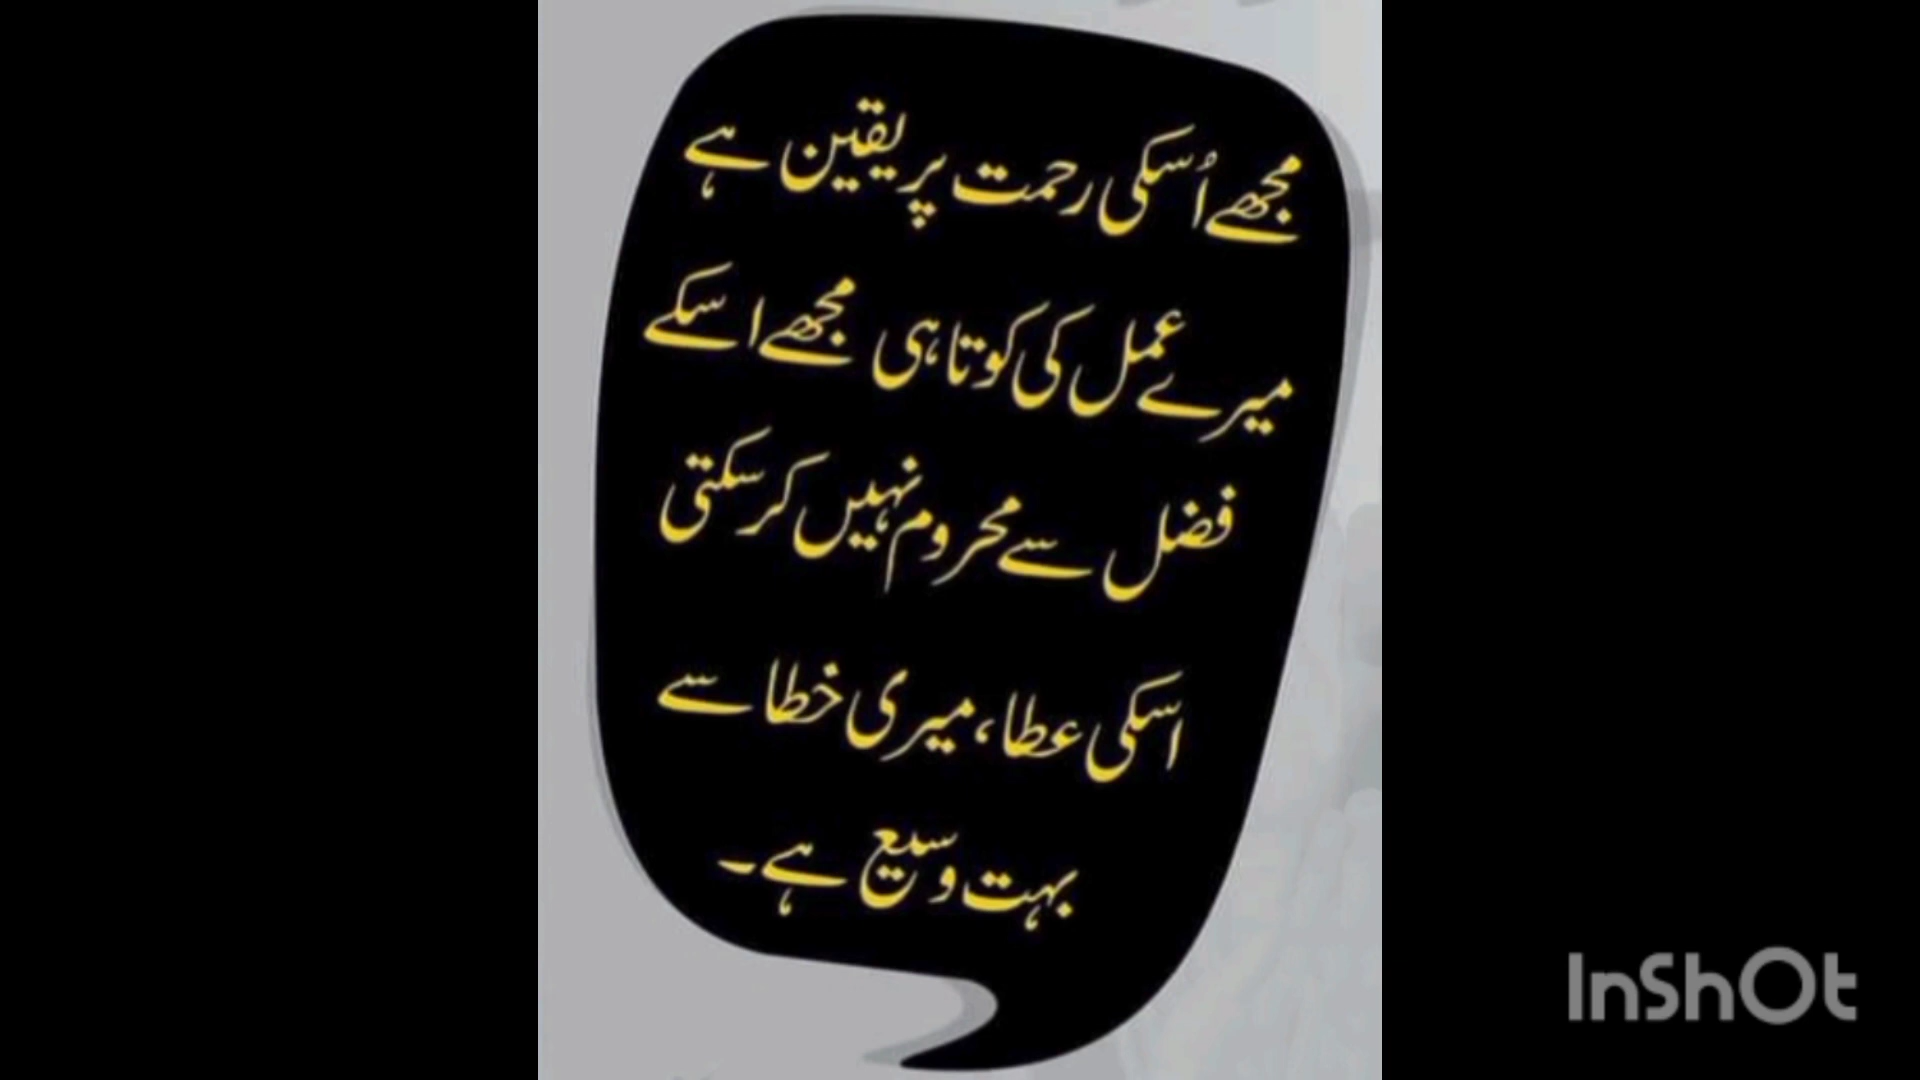 مجھے اُسکی رحمت پر یقین ہے
میرے عمل کی کوتاہی مجھے اسکے
فضل سے محروم نہیں کر سکتی
اسکی عطا، میری خطا سے
بہت وسیع ہے۔
InShOt